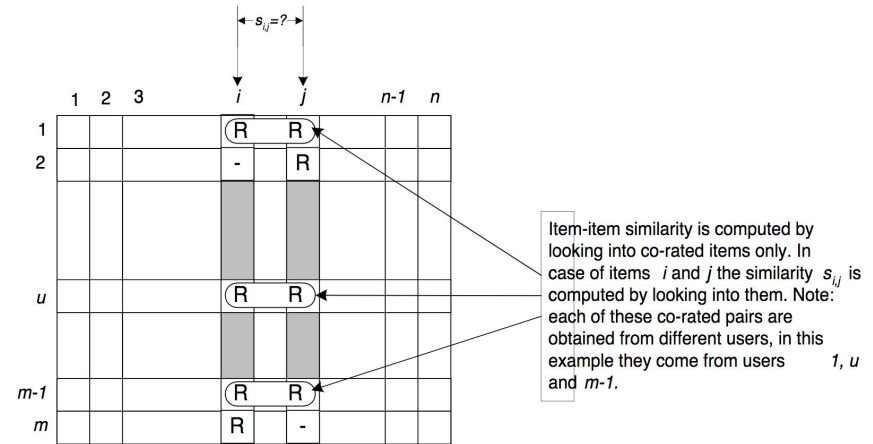 s i,j =?
1 2 3 i j n-1 n
1 R R
2 - R
u R R
m-1 R R
m R -
Item-item similarity is computed by
looking into co-rated items only. In
case of items i and j the similarity s i,j is
computed by looking into them. Note:
each of these co-rated pairs are
obtained from different users, in this
example they come from users 1, u
and m-1.